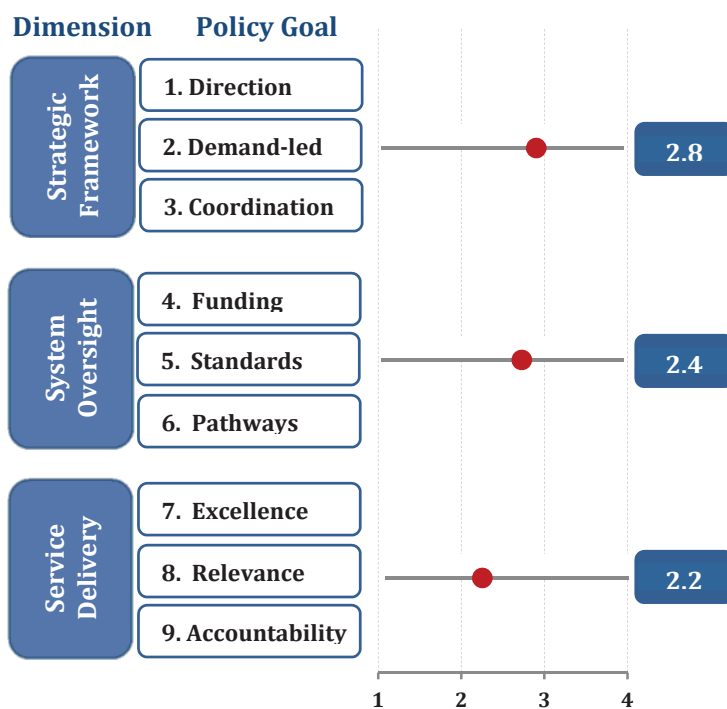 Dimension Policy Goal
Strategic
Framework
1. Direction
2. Demand-led
3. Coordination
2.8
System
Oversight
4. Funding
5. Standards
6. Pathways
2.4
Service
Delivery
7. Excellence
8. Relevance
9. Accountability
2.2
1 2 3 4